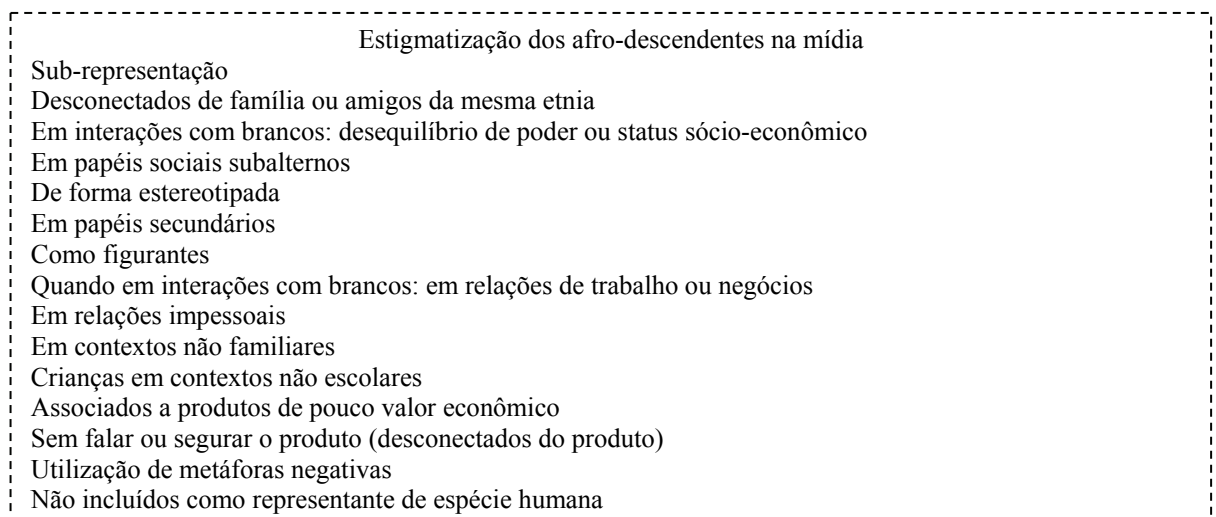 Estigmatização dos afro-descendentes na mídia
Sub-representação
Desconectados de família ou amigos da mesma etnia
Em interações com brancos: desequilíbrio de poder ou status sócio-econômico
Em papéis sociais subalternos
De forma estereotipada
Em papéis secundários
Como figurantes
Quando em interações com brancos: em relações de trabalho ou negócios
Em relações impessoais
Em contextos não familiares
Crianças em contextos não escolares
Associados a produtos de pouco valor econômico
Sem falar ou segurar o produto (desconectados do produto)
Utilização de metáforas negativas
Não incluídos como representante de espécie humana